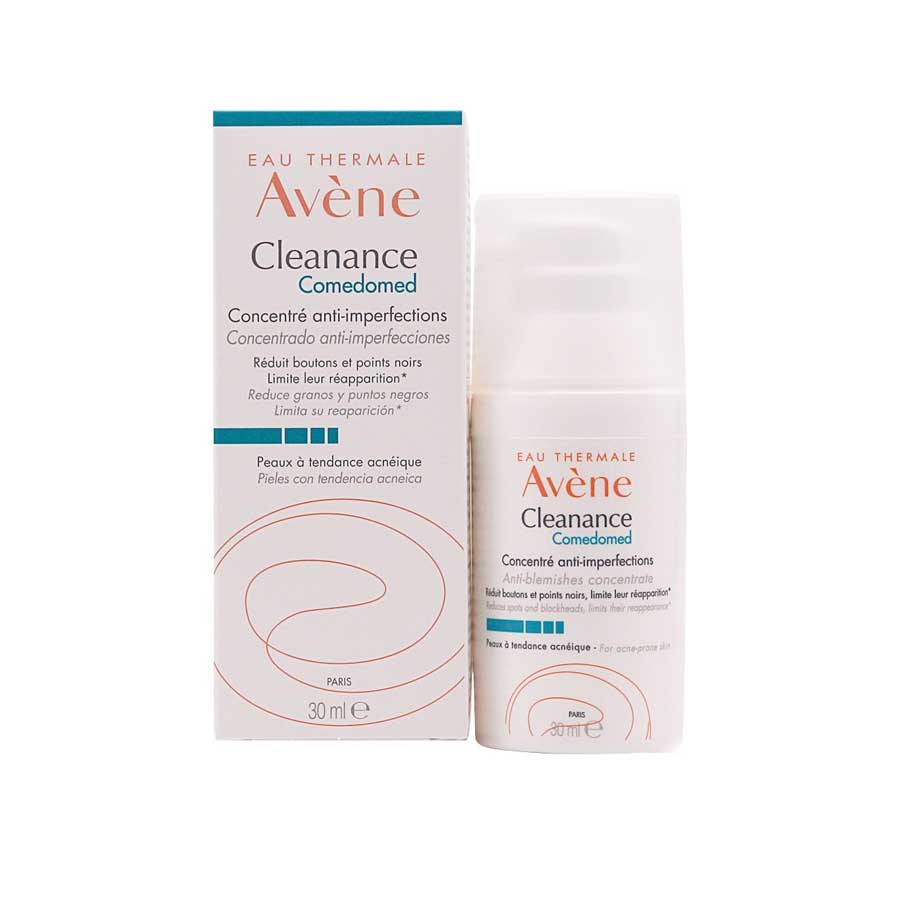 EAU THERMALE
Avène
Cleanance
Comedomed
Concentré anti-imperfections
Concentrado anti-imperfecciones
Réduit boutons et points noirs
Limite leur réapparition*
Reduce granos y puntos negros
Limita su reaparición*
Peaux à tendance acnéique
Pieles con tendencia acneica
PARIS
30 ml ℮
EAU THERMALE
Avène
Cleanance
Comedomed
Concentré anti-imperfections
Anti-blemishes concentrate
Réduit boutons et points noirs, limite leur réapparition*
Reduces spots and blackheads, limits their reappearance*
Peaux à tendance acnéique - For acne-prone skin
PARIS
30 ml ℮